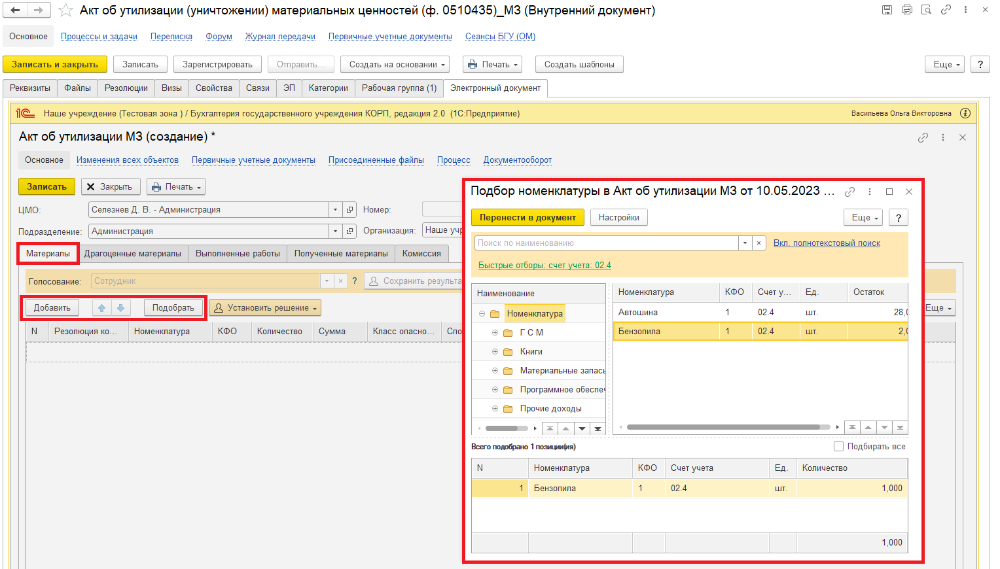 Акт об утилизации (уничтожении) материальных ценностей (ф. 0510435)_МЗ (Внутренний документ)
Основное Процессы и задачи Переписка Форум Журнал передачи Первичные учетные документы Сеансы БГУ (ОМ)
Записать и закрыть Записать Зарегистрировать Отправить... Создать на основании Печать Создать шаблоны Еще ?
Реквизиты Файлы Резолюции Визы Свойства Связи ЭП Категории Рабочая группа (1) Электронный документ
1С Наше учреждение (Тестовая зона ) / Бухгалтерия государственного учреждения КОРП, редакция 2.0 (1С:Предприятие) Васильева Ольга Викторовна
Акт об утилизации МЗ (создание) *
Основное Изменения всех объектов Первичные учетные документы Присоединенные файлы Процесс Документооборот
Записать Закрыть Печать
ЦМО: Селезнев Д. В. - Администрация Номер:
Подразделение: Администрация Организация: Наше учр
Материалы Драгоценные материалы Выполненные работы Полученные материалы Комиссия
Голосование: Сотрудник ? Сохранить результа
Добавить Подобрать Установить решение Еще
N Резолюция ко... Номенклатура КФО Количество Сумма Класс опасно... Спо
Подбор номенклатуры в Акт об утилизации МЗ от 10.05.2023 ...
Перенести в документ Настройки Еще ?
Поиск по наименованию Вкл. полнотекстовый поиск
Быстрые отборы: счет учета: 02.4
Наименование
Номенклатура
Г С М
Книги
Материальные запасы
Программное обеспеч
Прочие доходы
Номенклатура КФО Счет у... Ед. Остаток
Автошина 1 02.4 шт. 28,0
Бензопила 1 02.4 шт. 2,0
Всего подобрано 1 позиции(ия) Подбирать все
N Номенклатура КФО Счет учета Ед. Количество
1 Бензопила 1 02.4 шт. 1,000
1,000